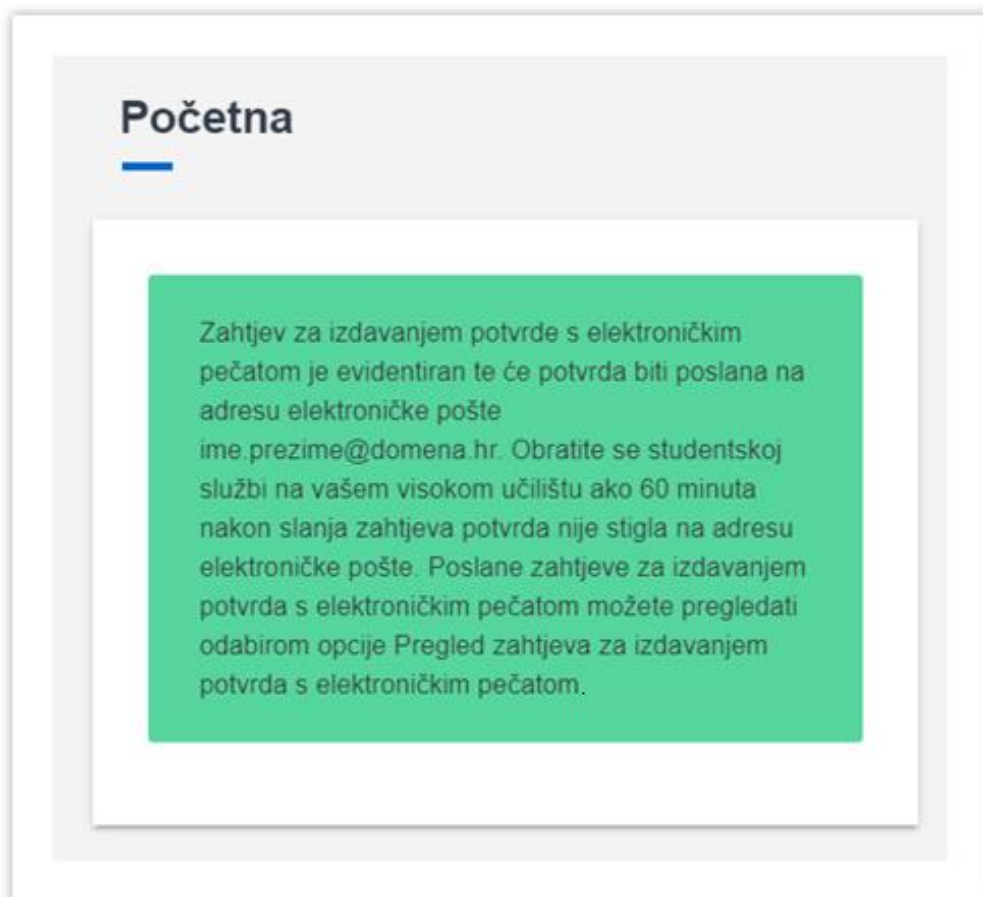 Početna
Zahtjev za izdavanjem potvrde s elektroničkim
pečatom je evidentiran te će potvrda biti poslana na
adresu elektroničke pošte
ime.prezime@domena.hr. Obratite se studentskoj
službi na vašem visokom učilištu ako 60 minuta
nakon slanja zahtjeva potvrda nije stigla na adresu
elektroničke pošte. Poslane zahtjeve za izdavanjem
potvrda s elektroničkim pečatom možete pregledati
odabirom opcije Pregled zahtjeva za izdavanjem
potvrda s elektroničkim pečatom.